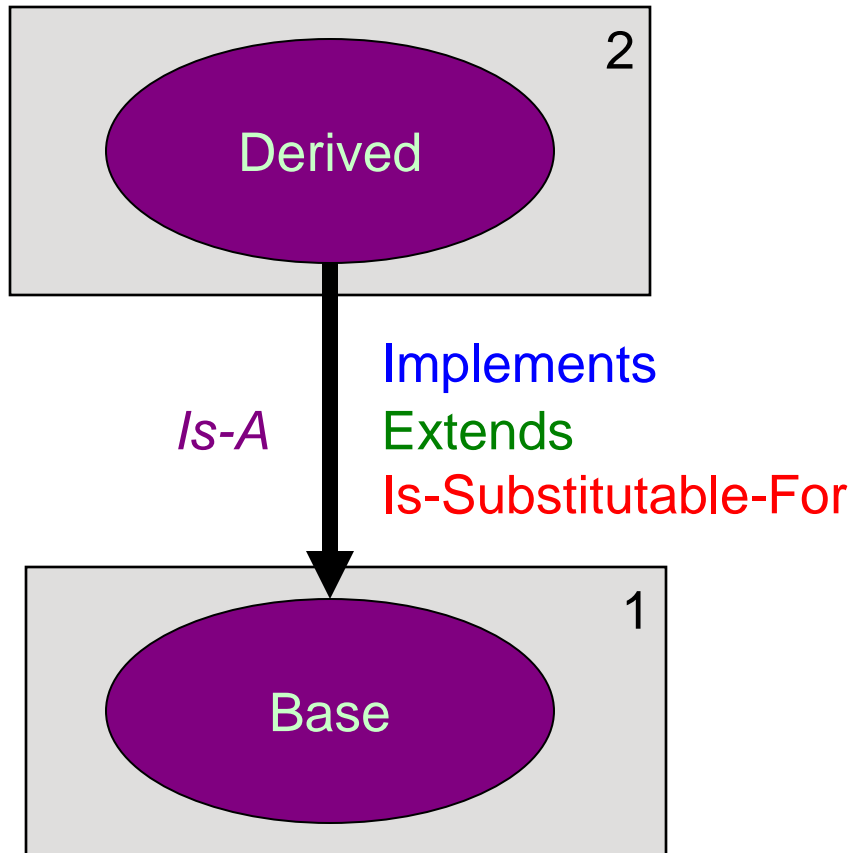 2
Derived
Implements
Is-A
Extends
Is-Substitutable-For
1
Base